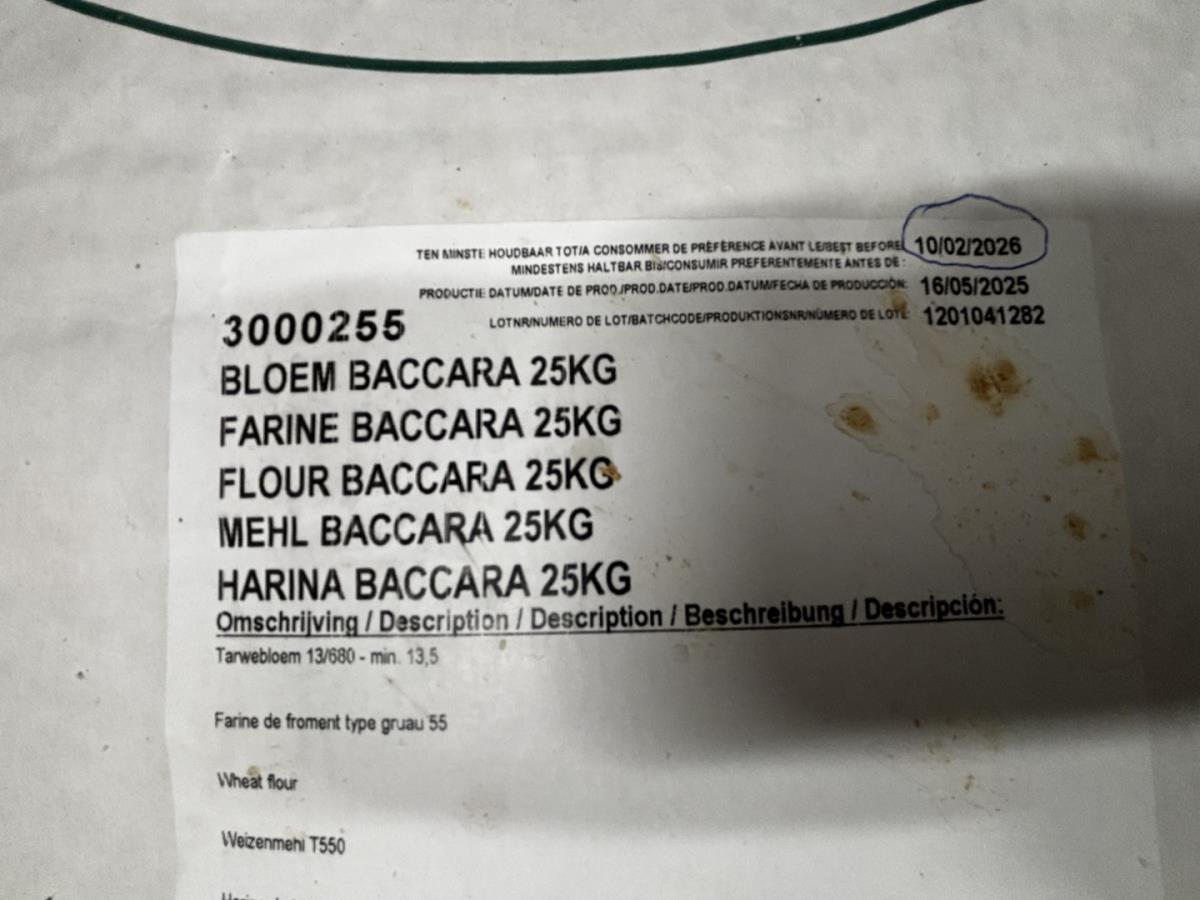 TEN MINSTE HOUDBAAR TOT/A CONSOMMER DE PRÉFÉRENCE AVANT LE/BEST BEFORE 10/02/2026
MINDESTENS HALTBAR BIS/CONSUMIR PREFERENTEMENTE ANTES DE :
PRODUCTIE DATUM/DATE DE PROD./PROD.DATE/PROD.DATUM/FECHA DE PRODUCCIÓN: 16/05/2025
LOTNR/NUMERO DE LOT/BATCHCODE/PRODUKTIONSNR/NÚMERO DE LOTE: 1201041282
3000255
BLOEM BACCARA 25KG
FARINE BACCARA 25KG
FLOUR BACCARA 25KG
MEHL BACCARA 25KG
HARINA BACCARA 25KG
Omschrijving / Description / Description / Beschreibung / Descripción:
Tarwebloem 13/680 - min. 13,5
Farine de froment type gruau 55
Wheat flour
Weizenmehl T550